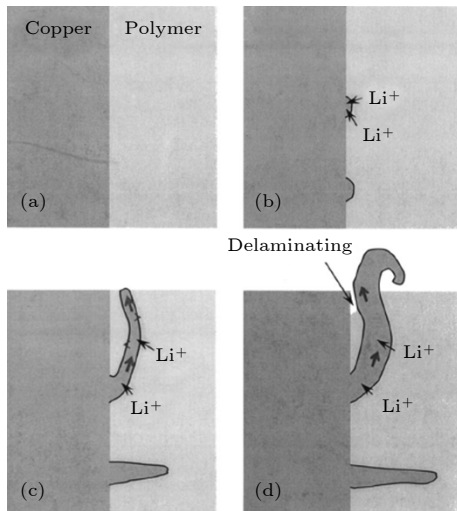 Copper
Polymer
(a)
Li+
Li+
(b)
Li+
Li+
(c)
Delaminating
Li+
Li+
(d)